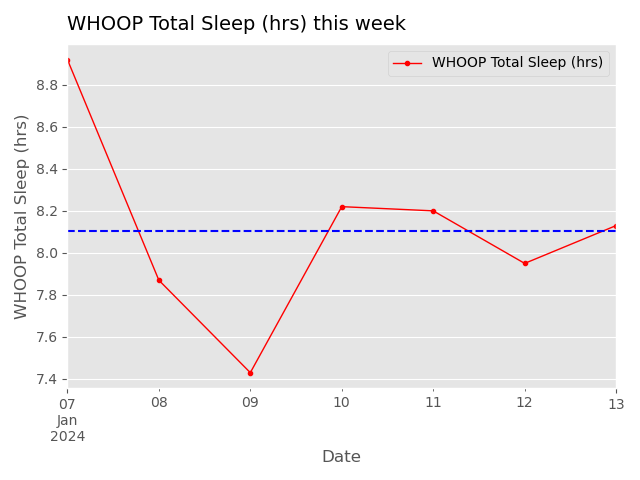 WHOOP Total Sleep (hrs) this week
WHOOP Total Sleep (hrs)
WHOOP Total Sleep (hrs)
8.8
8.6
8.4
8.2
8.0
7.8
7.6
7.4
07 08 09 10 11 12 13
Jan
2024
Date